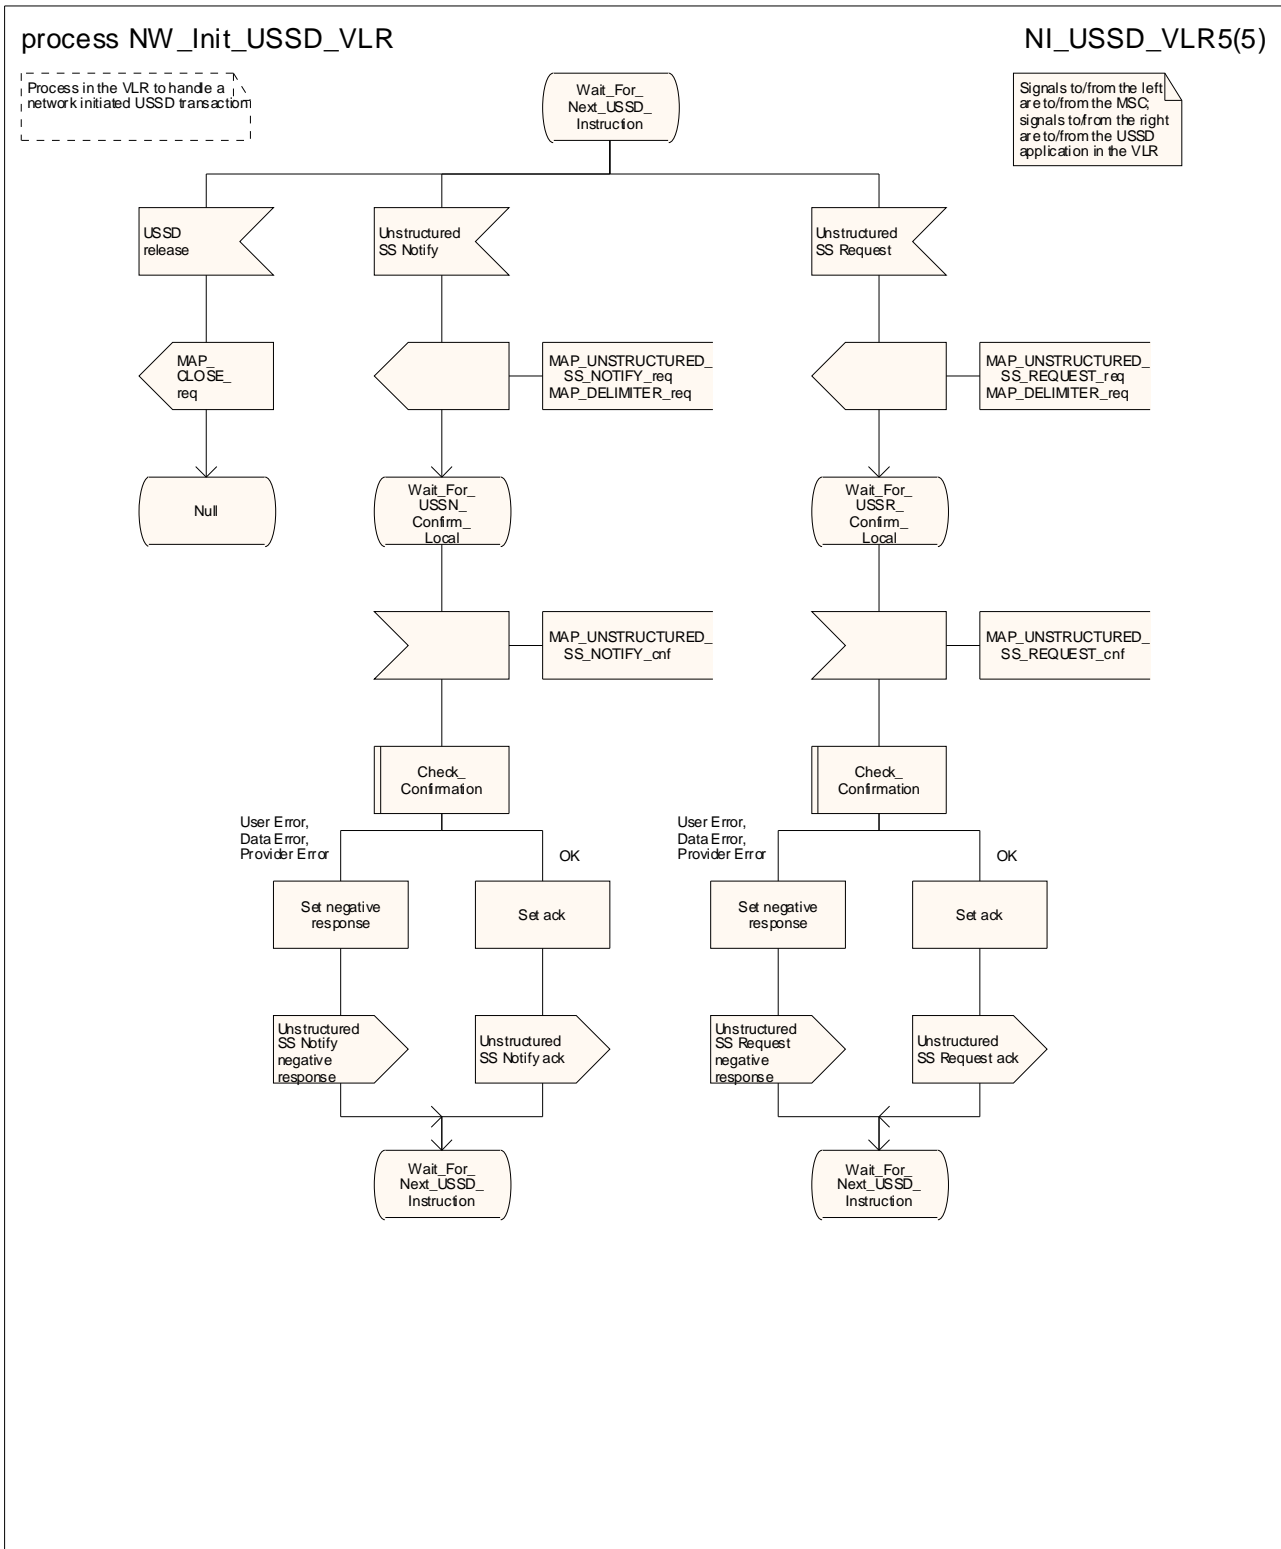 process NW_Init_USSD_VLR
NI_USSD_VLR5(5)
Process in the VLR to handle a
network initiated USSD transaction
Wait_For_
Next_USSD_
Instruction
Signals to/from the left
are to/from the MSC;
signals to/from the right
are to/from the USSD
application in the VLR
USSD
release
Unstructured
SS Notify
Unstructured
SS Request
MAP_
CLOSE_
req
MAP_UNSTRUCTURED_
SS_NOTIFY_req
MAP_DELIMITER_req
MAP_UNSTRUCTURED_
SS_REQUEST_req
MAP_DELIMITER_req
Null
Wait_For_
USSN_
Confirm_
Local
Wait_For_
USSR_
Confirm_
Local
MAP_UNSTRUCTURED_
SS_NOTIFY_cnf
MAP_UNSTRUCTURED_
SS_REQUEST_cnf
Check_
Confirmation
Check_
Confirmation
User Error,
Data Error,
Provider Error
OK
User Error,
Data Error,
Provider Error
OK
Set negative
response
Set ack
Set negative
response
Set ack
Unstructured
SS Notify
negative
response
Unstructured
SS Notify ack
Unstructured
SS Request
negative
response
Unstructured
SS Request ack
Wait_For_
Next_USSD_
Instruction
Wait_For_
Next_USSD_
Instruction